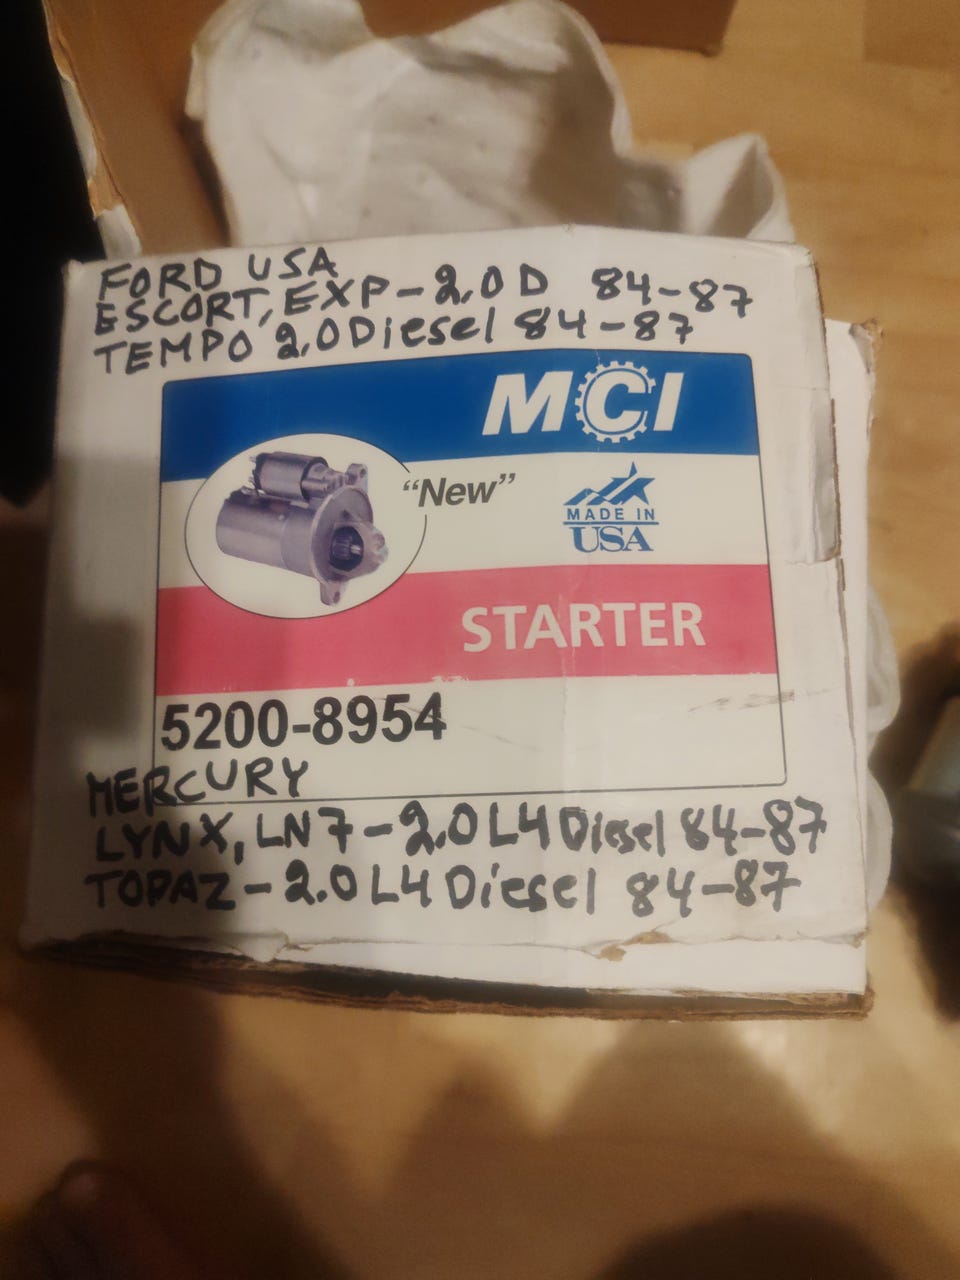 FORD USA
ESCORT, EXP-2,0D 84-87
TEMPO 2,0Diesel 84-87
MCI
"New"
MADE IN
USA
STARTER
5200-8954
MERCURY
LYNX, LN7-2.0L4Diesel 84-87
TOPAZ-2.0L4Diesel 84-87